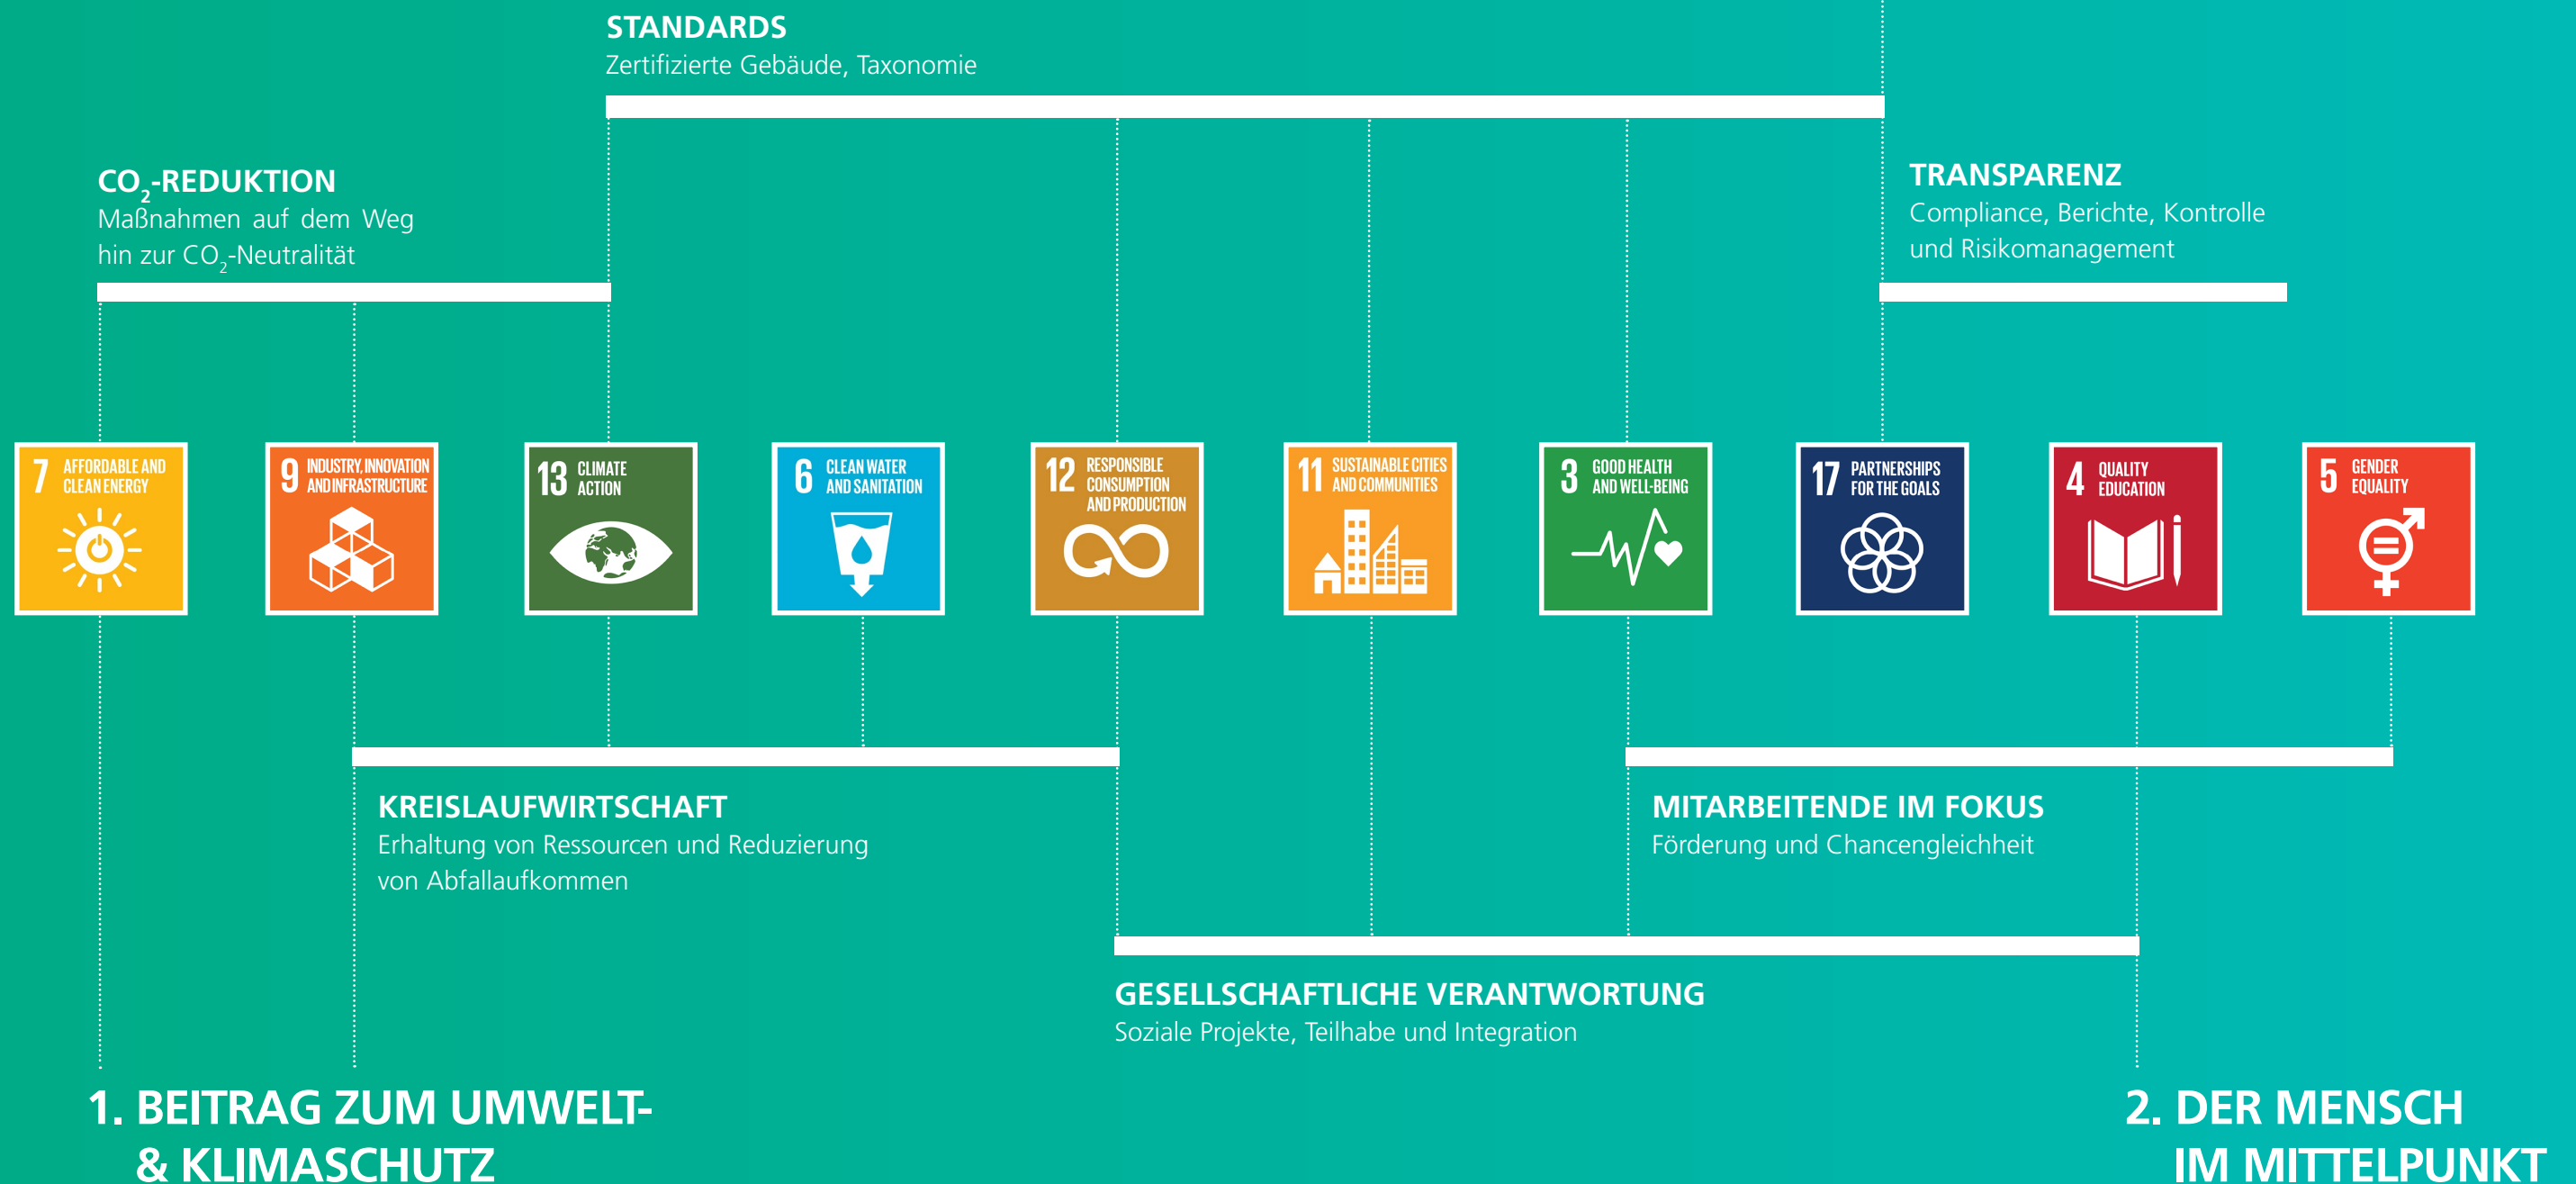 STANDARDS
Zertifizierte Gebäude, Taxonomie
CO₂-REDUKTION
Maßnahmen auf dem Weg
hin zur CO₂-Neutralität
TRANSPARENZ
Compliance, Berichte, Kontrolle
und Risikomanagement
7 AFFORDABLE AND
CLEAN ENERGY
9 INDUSTRY, INNOVATION
AND INFRASTRUCTURE
13 CLIMATE
ACTION
6 CLEAN WATER
AND SANITATION
12 RESPONSIBLE
CONSUMPTION
AND PRODUCTION
11 SUSTAINABLE CITIES
AND COMMUNITIES
3 GOOD HEALTH
AND WELL-BEING
17 PARTNERSHIPS
FOR THE GOALS
4 QUALITY
EDUCATION
5 GENDER
EQUALITY
KREISLAUFWIRTSCHAFT
Erhaltung von Ressourcen und Reduzierung
von Abfallaufkommen
MITARBEITENDE IM FOKUS
Förderung und Chancengleichheit
GESELLSCHAFTLICHE VERANTWORTUNG
Soziale Projekte, Teilhabe und Integration
1. BEITRAG ZUM UMWELT-
& KLIMASCHUTZ
2. DER MENSCH
IM MITTELPUNKT